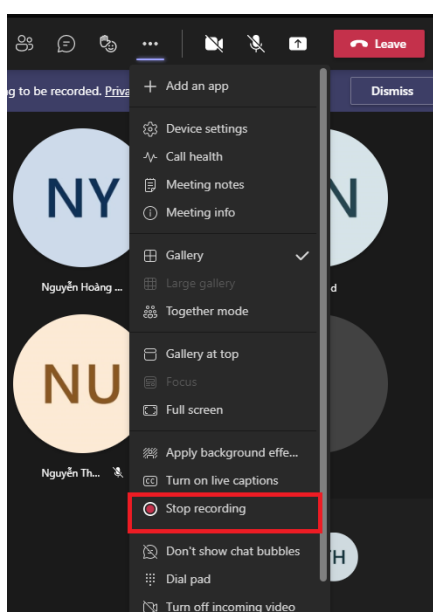 Leave
g to be recorded. Priva
Dismiss
Add an app
Device settings
Call health
Meeting notes
Meeting info
NY
N
Gallery
Nguyễn Hoàng ...
Large gallery
d
Together mode
Gallery at top
Focus
NU
Full screen
Apply background effe...
Nguyễn Th...
CC Turn on live captions
Stop recording
Don't show chat bubbles
H
Dial pad
Turn off incoming video